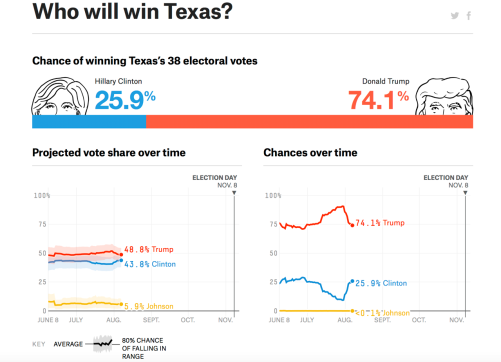 Who will win Texas?
Chance of winning Texas's 38 electoral votes
Hillary Clinton
25.9%
Donald Trump
74.1%
Projected vote share over time
ELECTION DAY
NOV. 8
100%
75
50
25
0
48.8% Trump
43.8% Clinton
5.9% Johnson
JUNE 8 JULY AUG. SEPT. OCT. NOV.
KEY AVERAGE 80% CHANCE
OF FALLING IN
RANGE
Chances over time
ELECTION DAY
NOV. 8
100%
75
50
25
0
74.1% Trump
25.9% Clinton
<0.1% Johnson
JUNE 8 JULY AUG. SEPT. OCT. NOV.